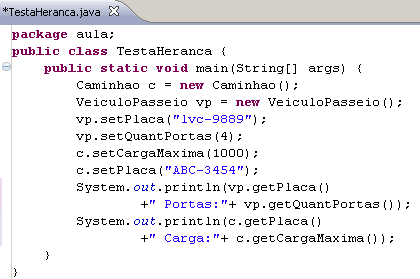 *TestaHeranca.java
package aula;
public class TestaHeranca {
public static void main(String[] args) {
Caminhao c = new Caminhao();
VeiculoPasseio vp = new VeiculoPasseio();
vp.setPlaca("lvc-9889");
vp.setQuantPortas(4);
c.setCargaMaxima(1000);
c.setPlaca("ABC-3454");
System.out.println(vp.getPlaca()
+" Portas:"+ vp.getQuantPortas());
System.out.println(c.getPlaca()
+" Carga:"+ c.getCargaMaxima());
}
}